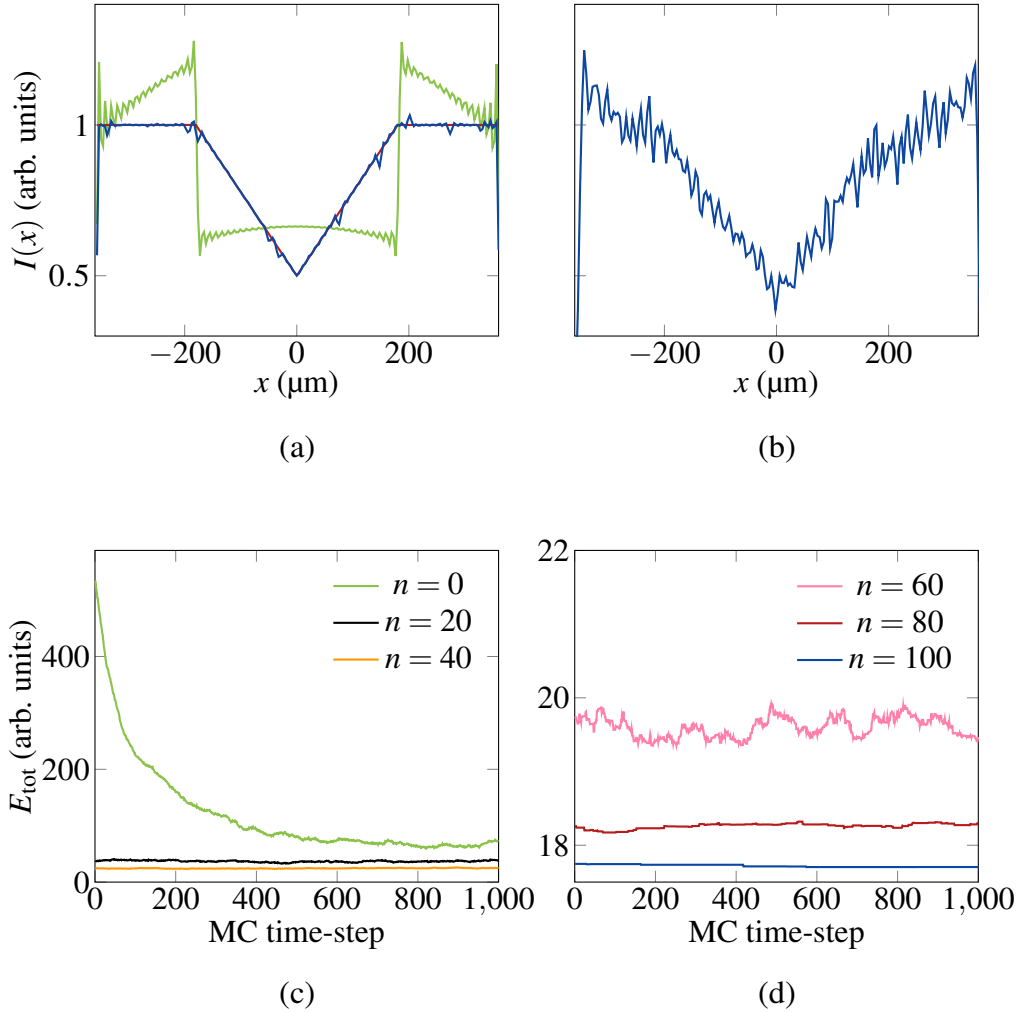 I(x) (arb. units)
1
0.5
−200
0
200
x (μm)
(a)
−200
0
200
x (μm)
(b)
E_tot (arb. units)
400
200
0
n = 0
n = 20
n = 40
0
200
400
600
800
1,000
MC time-step
(c)
22
20
18
n = 60
n = 80
n = 100
0
200
400
600
800
1,000
MC time-step
(d)